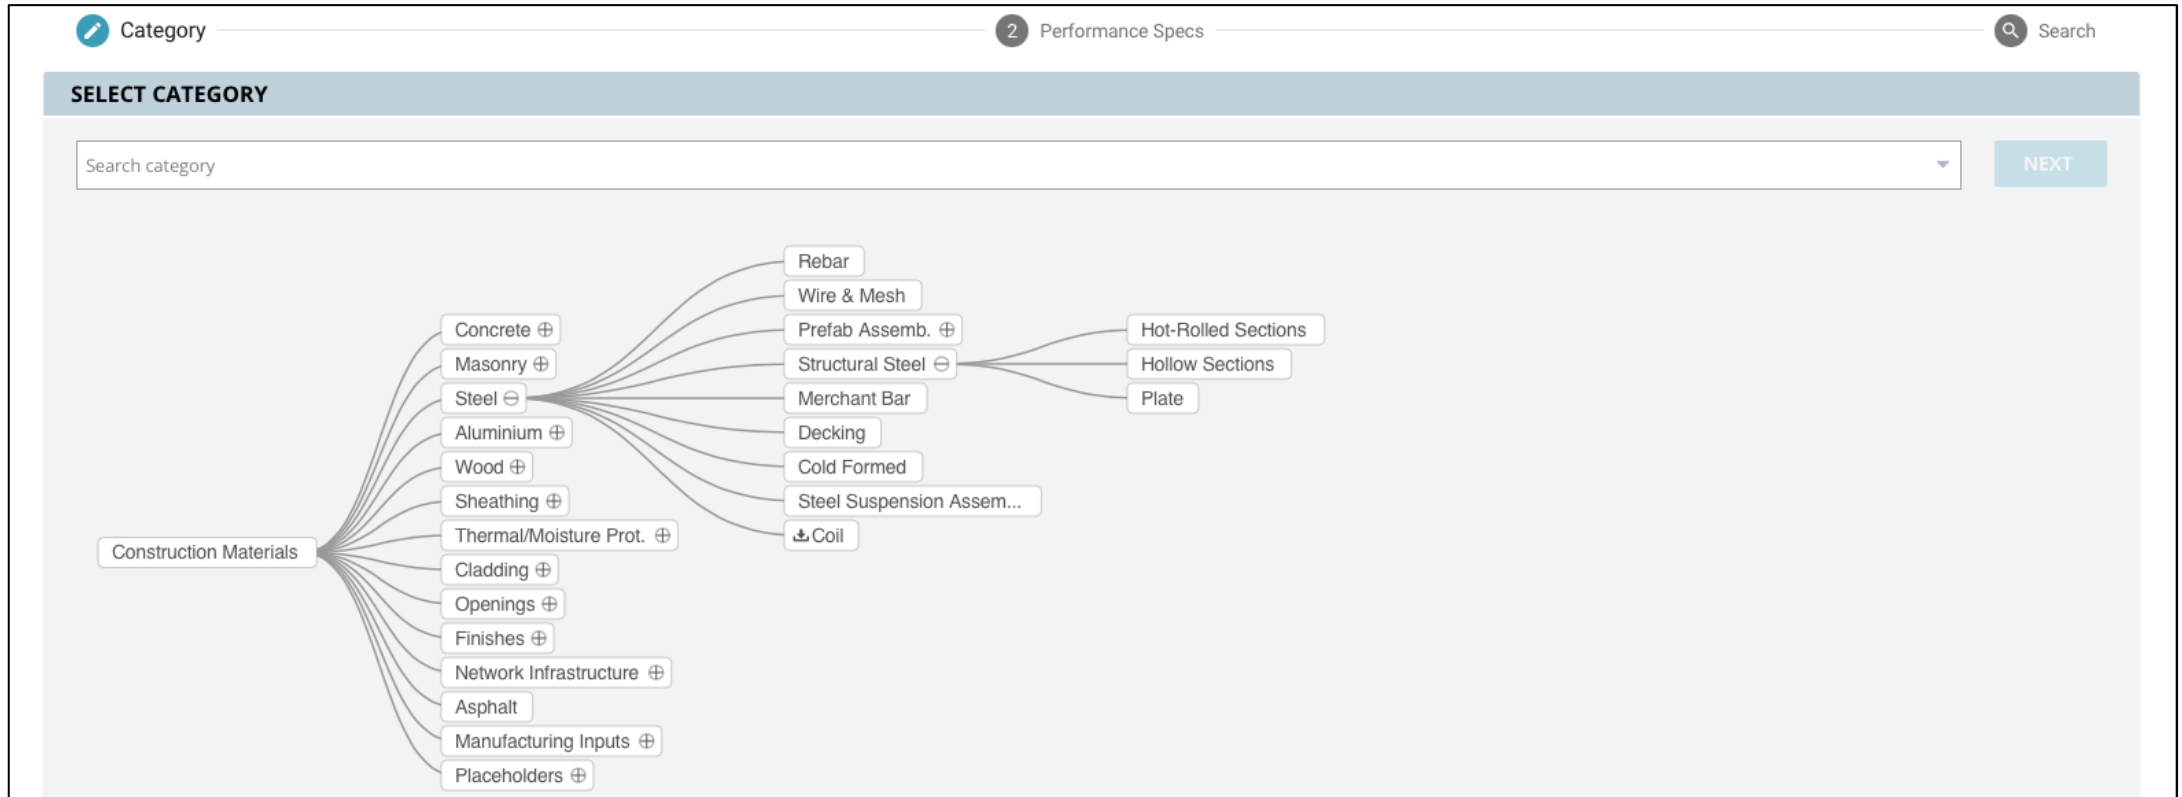 Category
2 Performance Specs
Search
SELECT CATEGORY
Search category
NEXT
Construction Materials
Concrete
Masonry
Steel
Aluminium
Wood
Sheathing
Thermal/Moisture Prot.
Cladding
Openings
Finishes
Network Infrastructure
Asphalt
Manufacturing Inputs
Placeholders
Rebar
Wire & Mesh
Prefab Assemb.
Structural Steel
Merchant Bar
Decking
Cold Formed
Steel Suspension Assem...
Coil
Hot-Rolled Sections
Hollow Sections
Plate